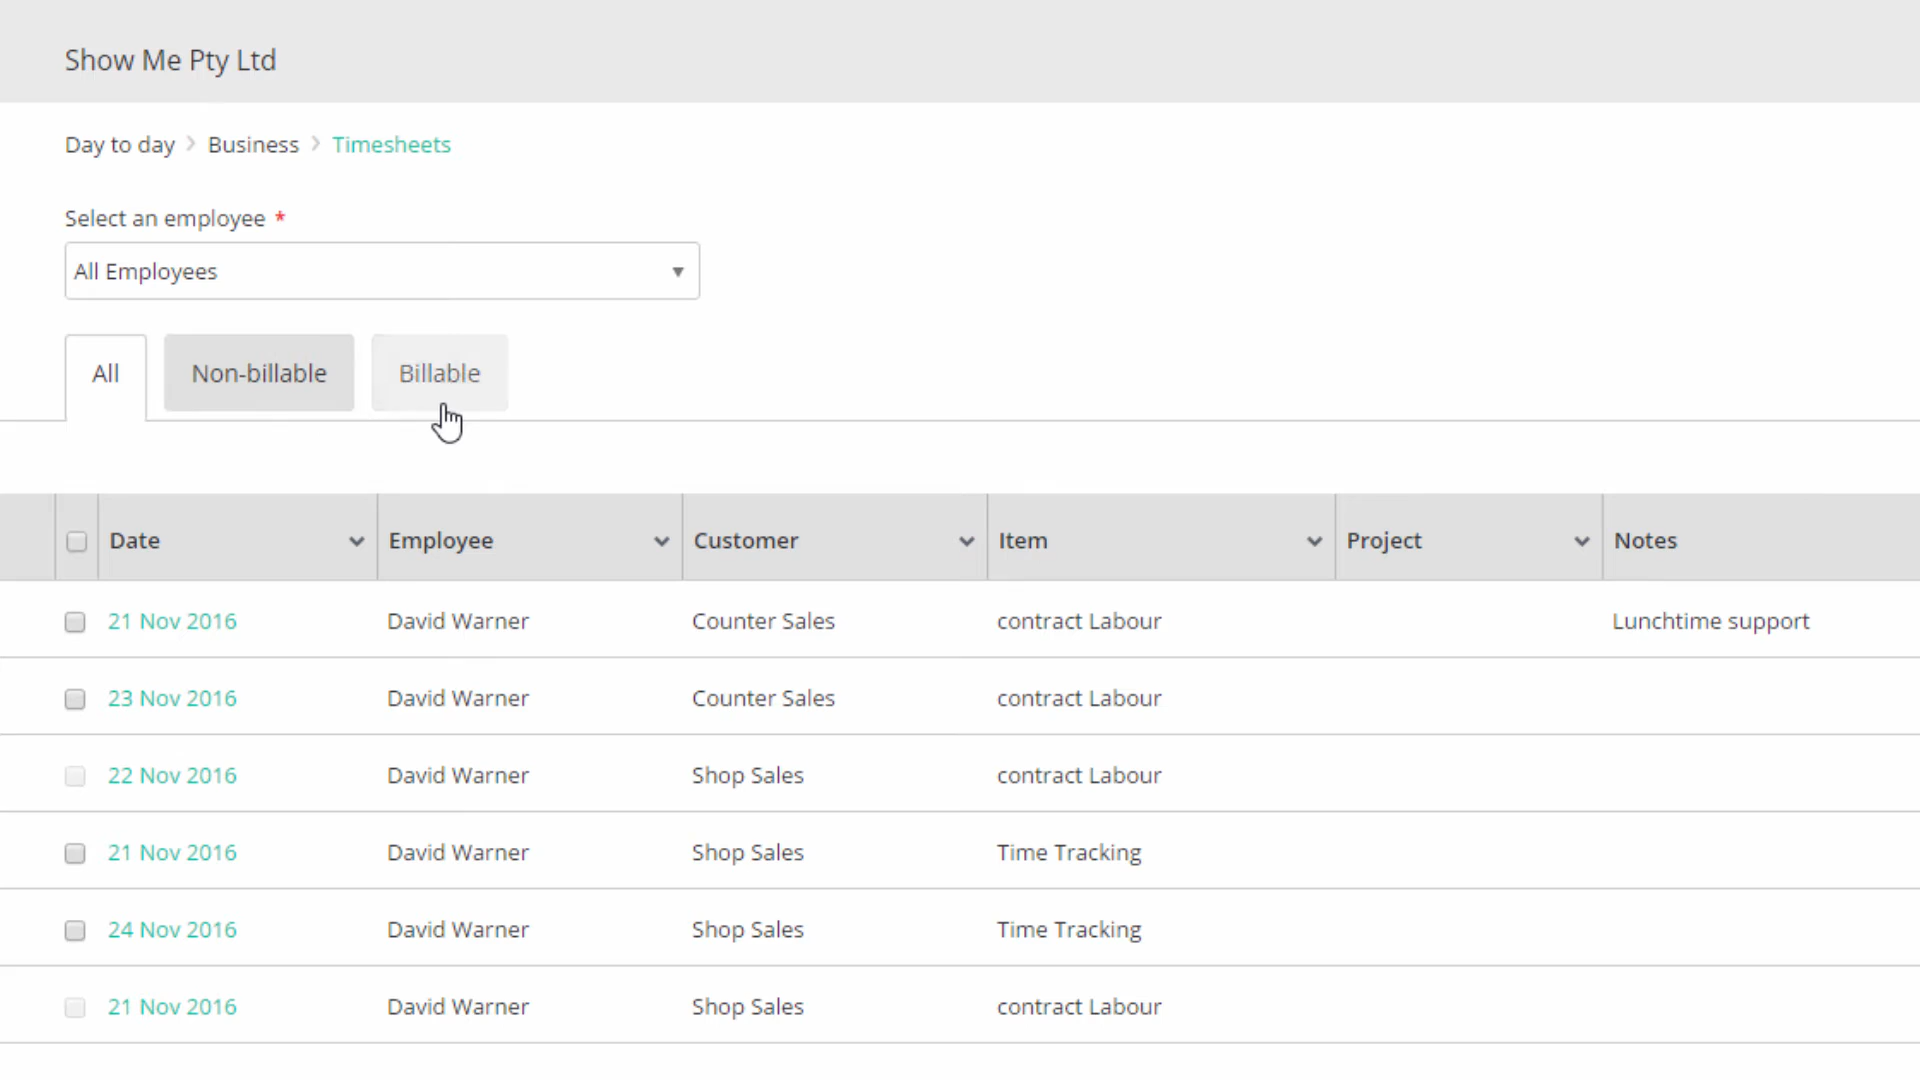 Show Me Pty Ltd
Day to day > Business > Timesheets
Select an employee *
All Employees
All Non-billable Billable
Date Employee Customer Item Project Notes
21 Nov 2016 David Warner Counter Sales contract Labour Lunchtime support
23 Nov 2016 David Warner Counter Sales contract Labour
22 Nov 2016 David Warner Shop Sales contract Labour
21 Nov 2016 David Warner Shop Sales Time Tracking
24 Nov 2016 David Warner Shop Sales Time Tracking
21 Nov 2016 David Warner Shop Sales contract Labour